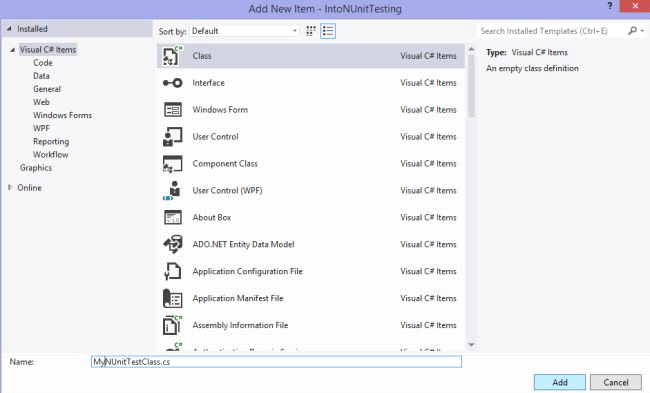 Add New Item - IntoNUnitTesting
? ×
Installed
Sort by: Default
Search Installed Templates (Ctrl+E)
Visual C# Items
Code
Data
General
Web
Windows Forms
WPF
Reporting
Workflow
Graphics
Online
Class Visual C# Items
Interface Visual C# Items
Windows Form Visual C# Items
User Control Visual C# Items
Component Class Visual C# Items
User Control (WPF) Visual C# Items
About Box Visual C# Items
ADO.NET Entity Data Model Visual C# Items
Application Configuration File Visual C# Items
Application Manifest File Visual C# Items
Assembly Information File Visual C# Items
Type: Visual C# Items
An empty class definition
Name: MyNUnitTestClass.cs
Add Cancel